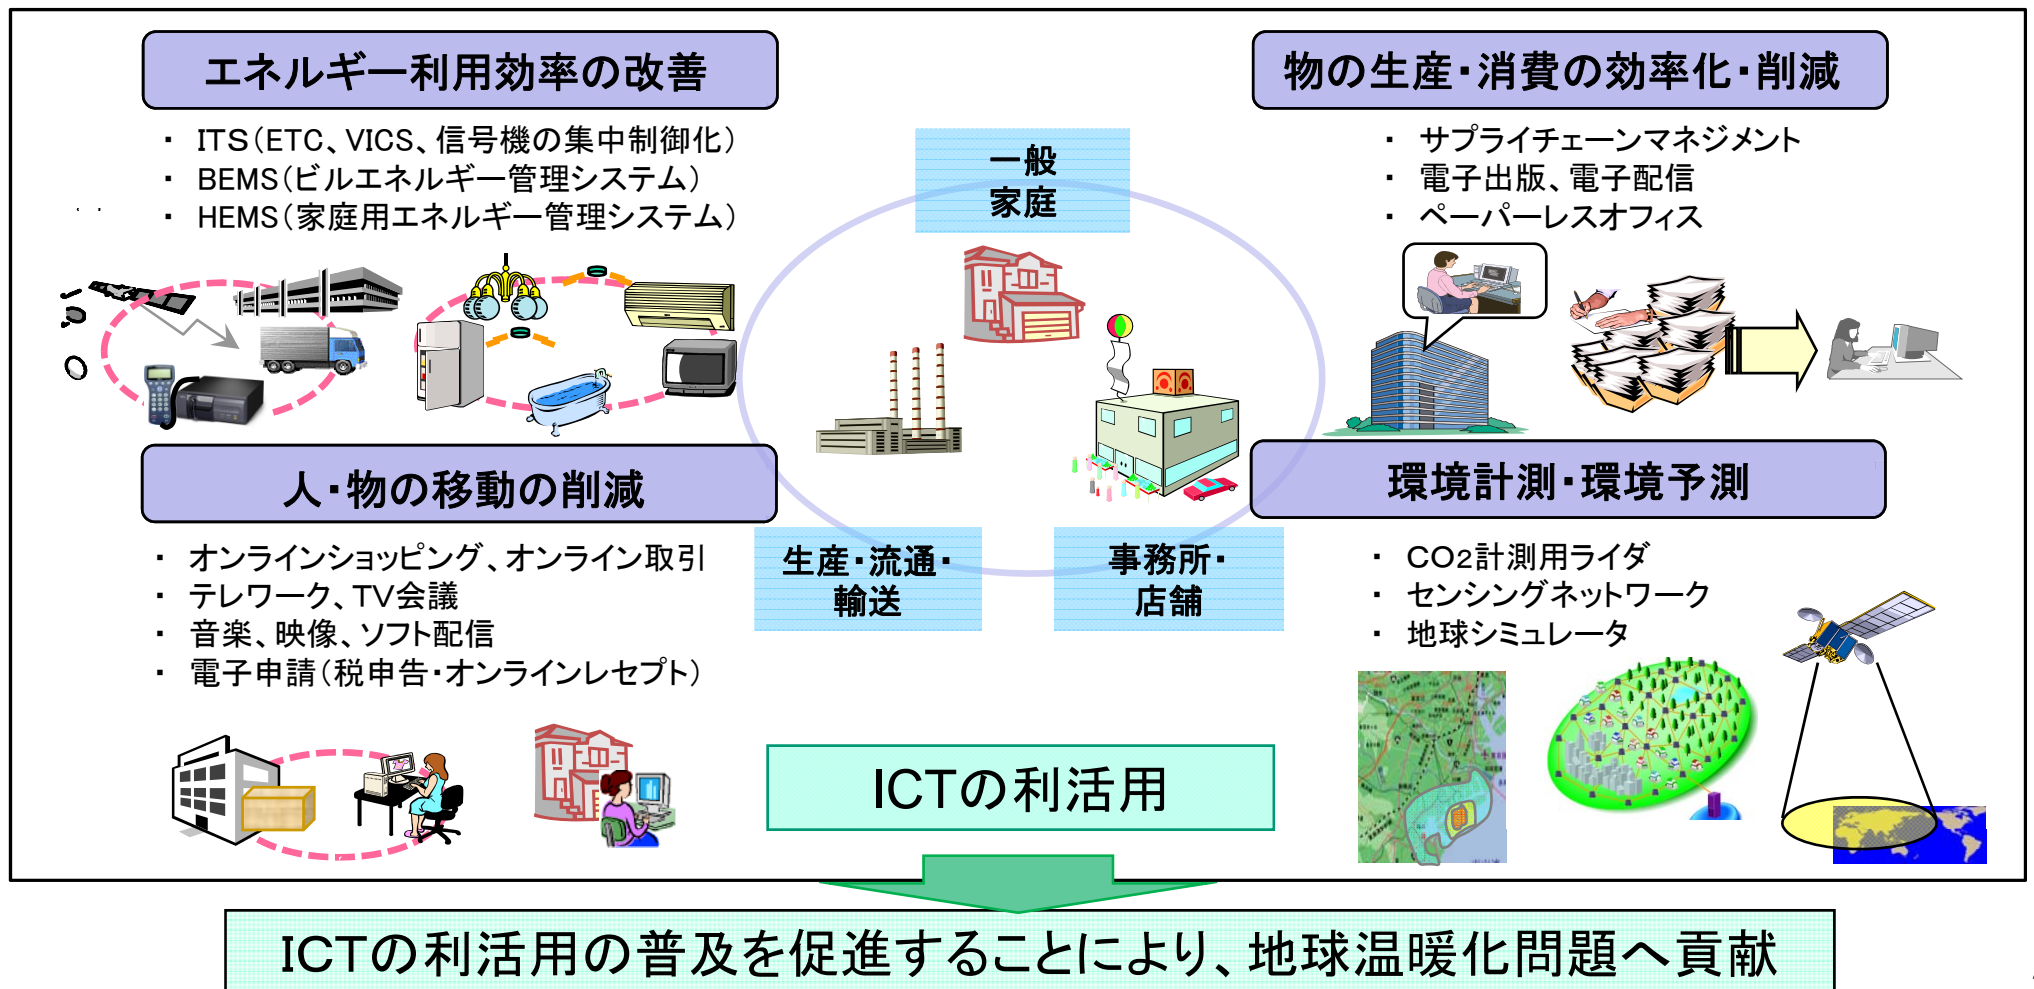 エネルギー利用効率の改善
・ ITS(ETC、VICS、信号機の集中制御化)
・ BEMS(ビルエネルギー管理システム)
・ HEMS(家庭用エネルギー管理システム)
物の生産・消費の効率化・削減
・ サプライチェーンマネジメント
・ 電子出版、電子配信
・ ペーパーレスオフィス
一般
家庭
人・物の移動の削減
・ オンラインショッピング、オンライン取引
・ テレワーク、TV会議
・ 音楽、映像、ソフト配信
・ 電子申請(税申告・オンラインレセプト)
生産・流通・
輸送
事務所・
店舗
環境計測・環境予測
・ CO2計測用ライダ
・ センシングネットワーク
・ 地球シミュレータ
ICTの利活用
ICTの利活用の普及を促進することにより、地球温暖化問題へ貢献